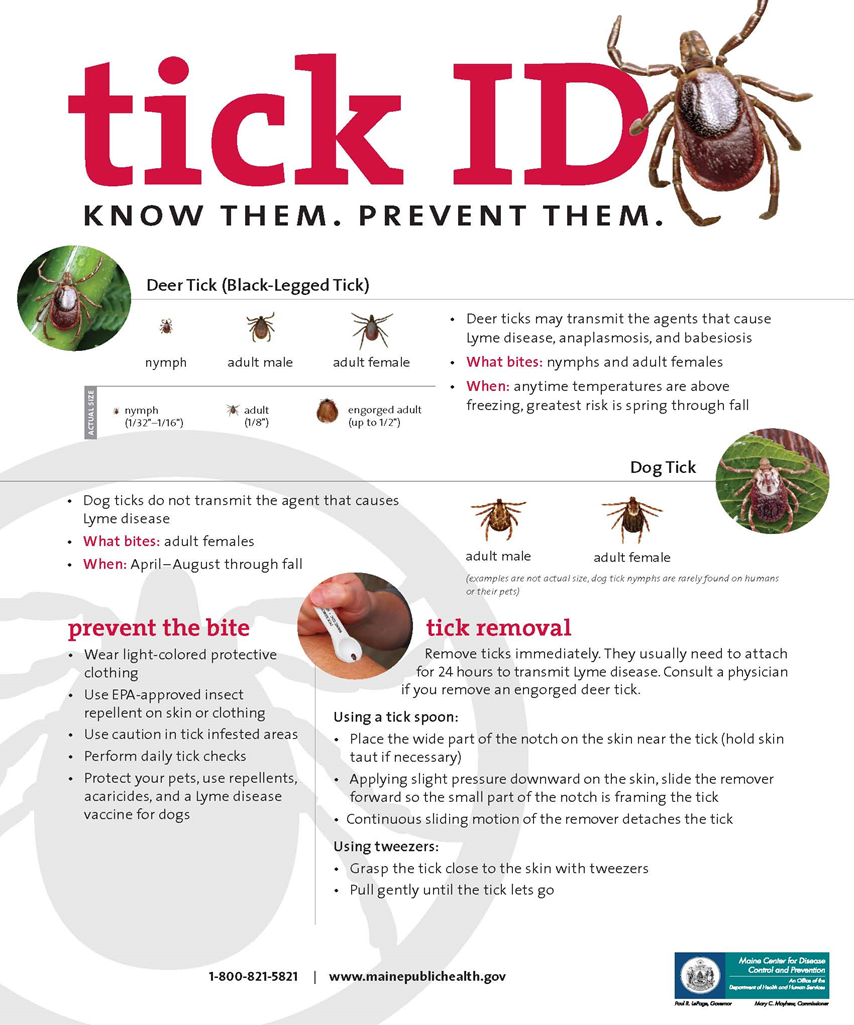 tick ID
KNOW THEM. PREVENT THEM.
Deer Tick (Black-Legged Tick)
nymph
adult male
adult female
ACTUAL SIZE
nymph
(1/32"–1/16")
adult
(1/8")
engorged adult
(up to 1/2")
• Deer ticks may transmit the agents that cause
Lyme disease, anaplasmosis, and babesiosis
• What bites: nymphs and adult females
• When: anytime temperatures are above
freezing, greatest risk is spring through fall
Dog Tick
• Dog ticks do not transmit the agent that causes
Lyme disease
• What bites: adult females
• When: April–August through fall
adult male
adult female
(examples are not actual size, dog tick nymphs are rarely found on humans
or their pets)
prevent the bite
• Wear light-colored protective
clothing
• Use EPA-approved insect
repellent on skin or clothing
• Use caution in tick infested areas
• Perform daily tick checks
• Protect your pets, use repellents,
acaricides, and a Lyme disease
vaccine for dogs
tick removal
Remove ticks immediately. They usually need to attach
for 24 hours to transmit Lyme disease. Consult a physician
if you remove an engorged deer tick.
Using a tick spoon:
• Place the wide part of the notch on the skin near the tick (hold skin
taut if necessary)
• Applying slight pressure downward on the skin, slide the remover
forward so the small part of the notch is framing the tick
• Continuous sliding motion of the remover detaches the tick
Using tweezers:
• Grasp the tick close to the skin with tweezers
• Pull gently until the tick lets go
1-800-821-5821 | www.mainepublichealth.gov
Maine Center for Disease
Control and Prevention
An Office of the
Department of Health and Human Services
Paul R. LePage, Governor
Mary C. Mayhew, Commissioner